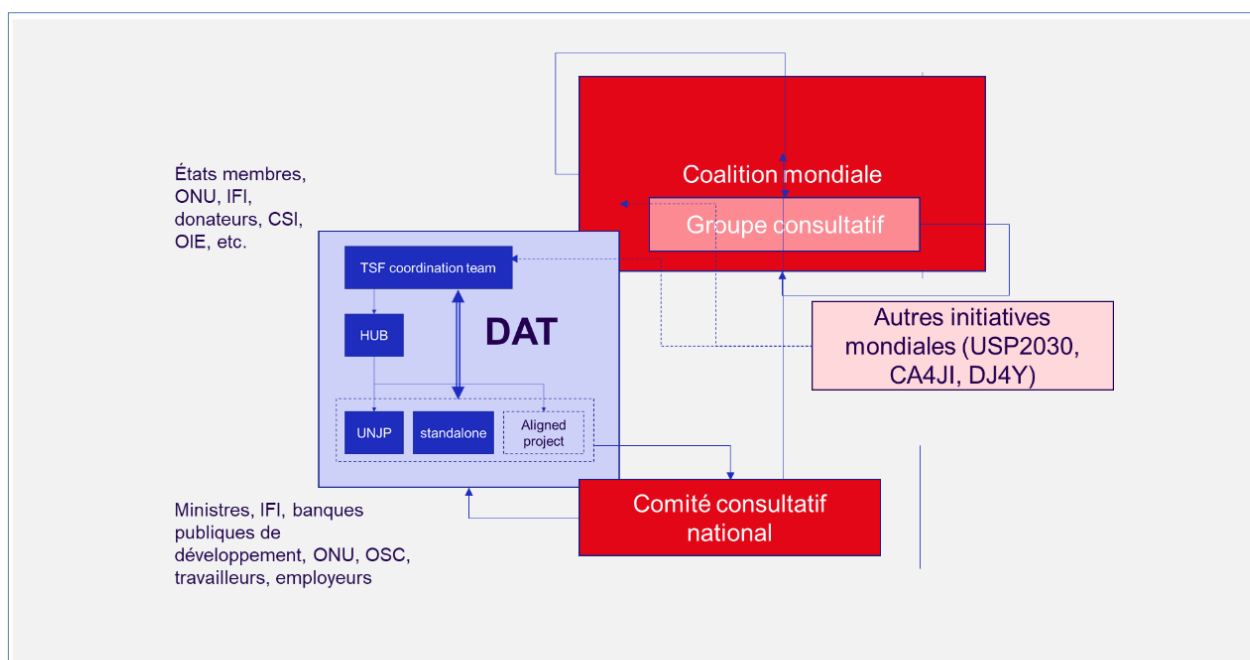 États membres,
ONU, IFI,
donateurs, CSI,
OIE, etc.
Coalition mondiale
Groupe consultatif
TSF coordination team
HUB
DAT
UNJP
standalone
Aligned
project
Autres initiatives
mondiales (USP2030,
CA4JI, DJ4Y)
Ministres, IFI, banques
publiques de
développement, ONU, OSC,
travailleurs, employeurs
Comité consultatif
national